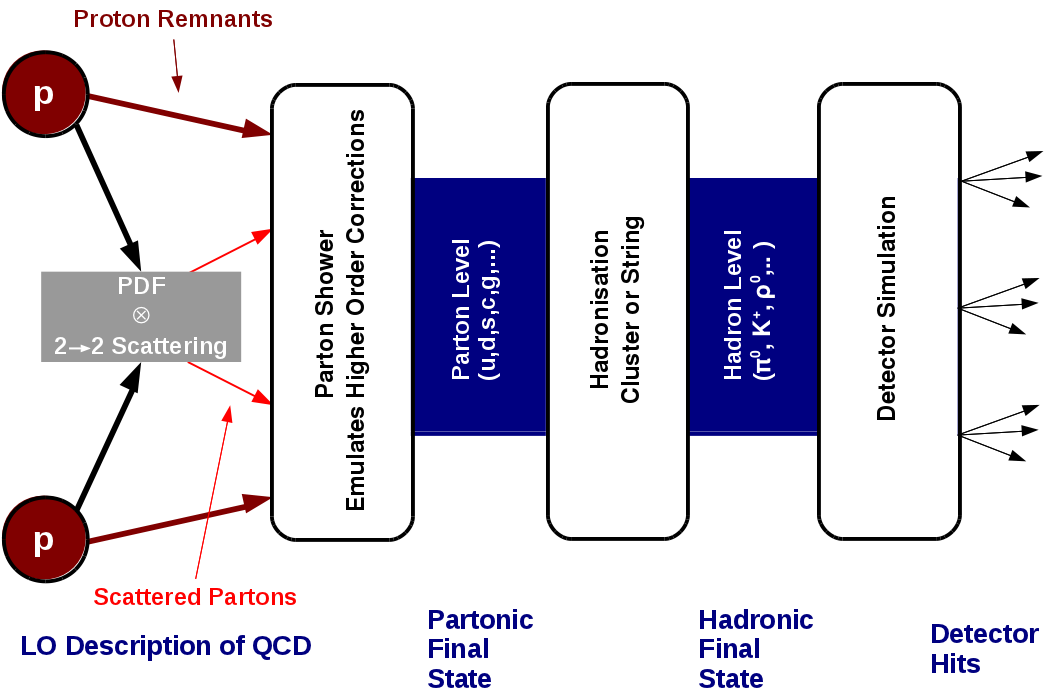 Proton Remnants
p
PDF
⊗
2→2 Scattering
p
Scattered Partons
LO Description of QCD
Parton Shower
Emulates Higher Order Corrections
Parton Level
(u,d,s,c,g,...)
Partonic
Final
State
Hadronisation
Cluster or String
Hadron Level
(π⁰, K⁺, ρ⁰,.. )
Hadronic
Final
State
Detector Simulation
Detector
Hits